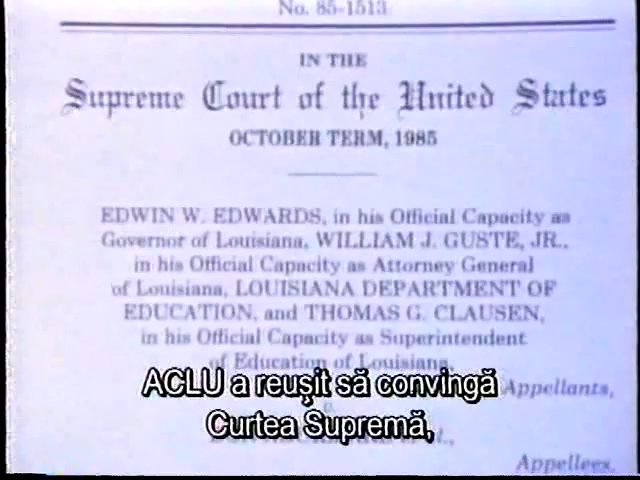 No. 85-1513
IN THE
Supreme Court of the United States
OCTOBER TERM, 1985
EDWIN W. EDWARDS, in his Official Capacity as
Governor of Louisiana, WILLIAM J. GUSTE, JR.,
in his Official Capacity as Attorney General
of Louisiana, LOUISIANA DEPARTMENT OF
EDUCATION, and THOMAS G. CLAUSEN,
in his Official Capacity as Superintendent
of Education of Louisiana,
Appellants,
ACLU a reuşit să convingă
Curtea Supremă,
Appellees.